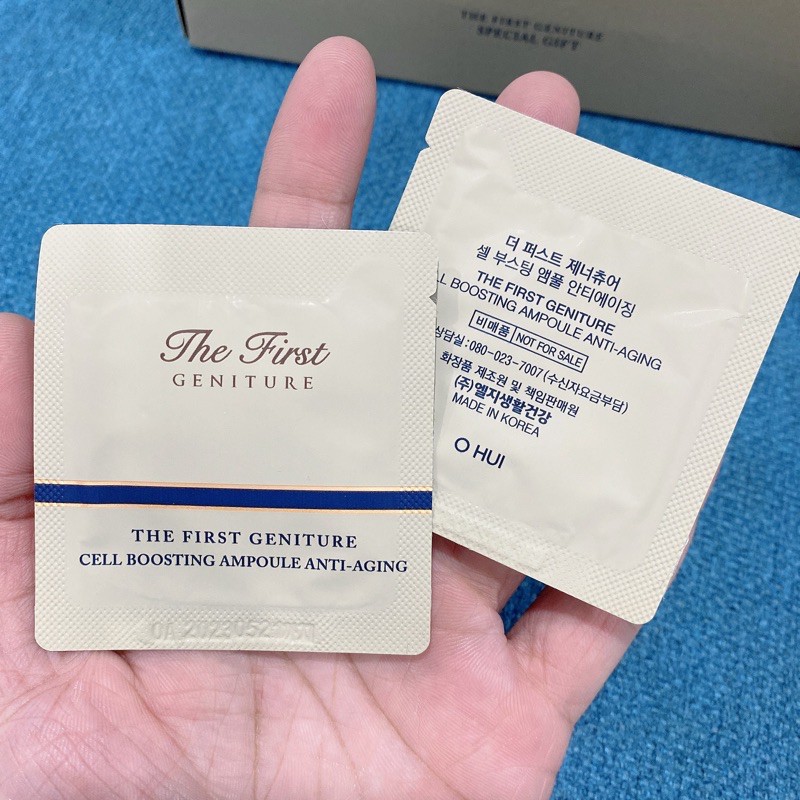 THE FIRST GENITURE
SPECIAL GIFT
The First
GENITURE
THE FIRST GENITURE
CELL BOOSTING AMPOULE ANTI-AGING
더 퍼스트 제너츄어
셀 부스팅 앰풀 안티에이징
THE FIRST GENITURE
LL BOOSTING AMPOULE ANTI-AGING
비매품 NOT FOR SALE
상담실 : 080-023-7007 (수신자요금부담)
화장품 제조원 및 책임판매원
(주)엘지생활건강
MADE IN KOREA
O HUI